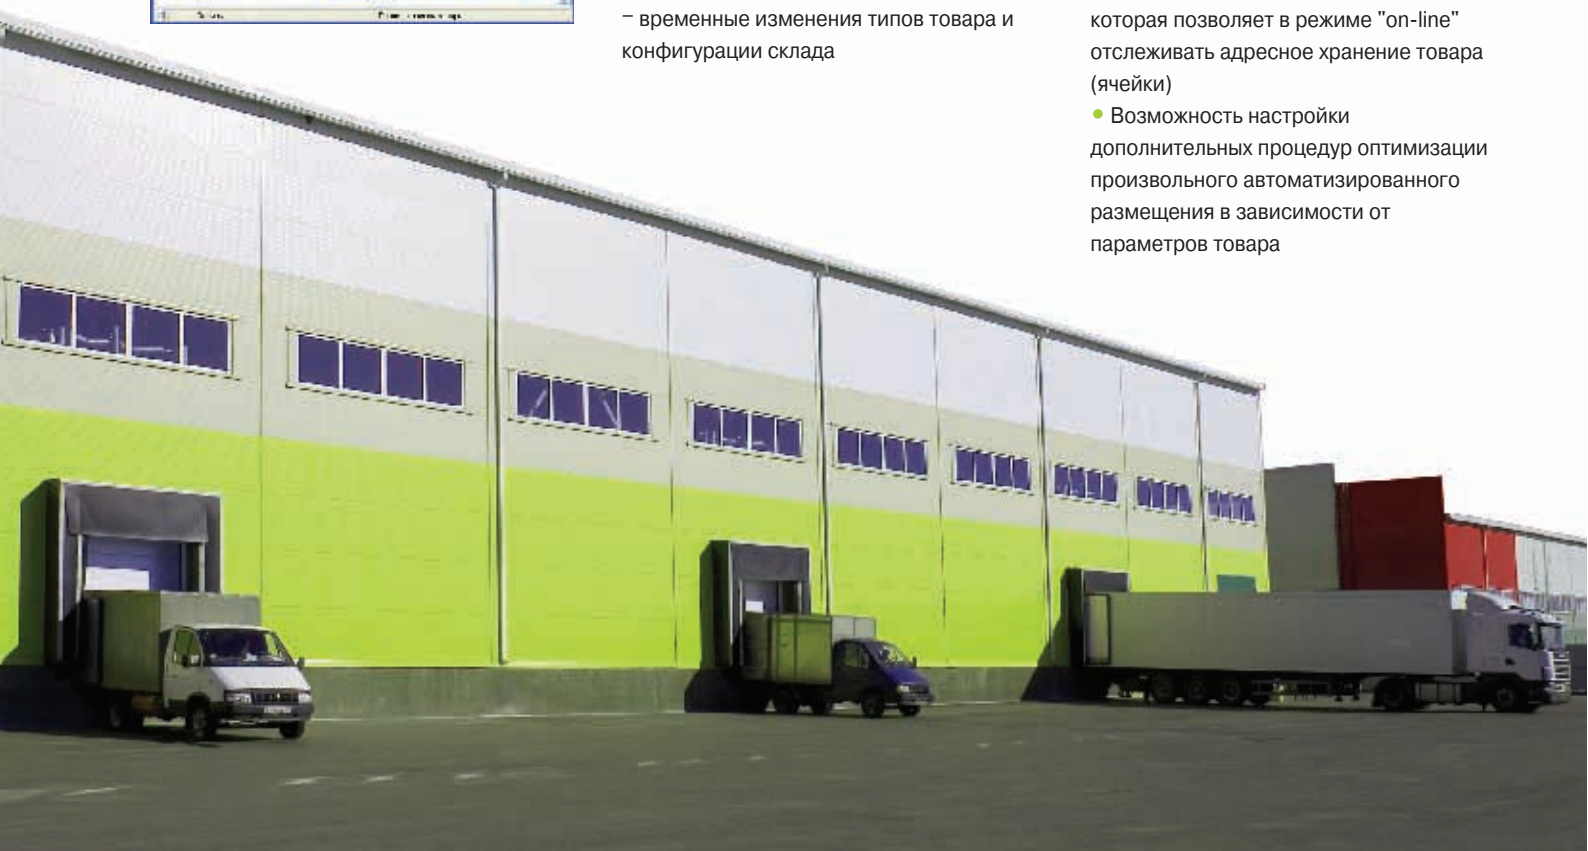 – временные изменения типов товара и
конфигурации склада
которая позволяет в режиме "on-line"
отслеживать адресное хранение товара
(ячейки)
• Возможность настройки
дополнительных процедур оптимизации
произвольного автоматизированного
размещения в зависимости от
параметров товара